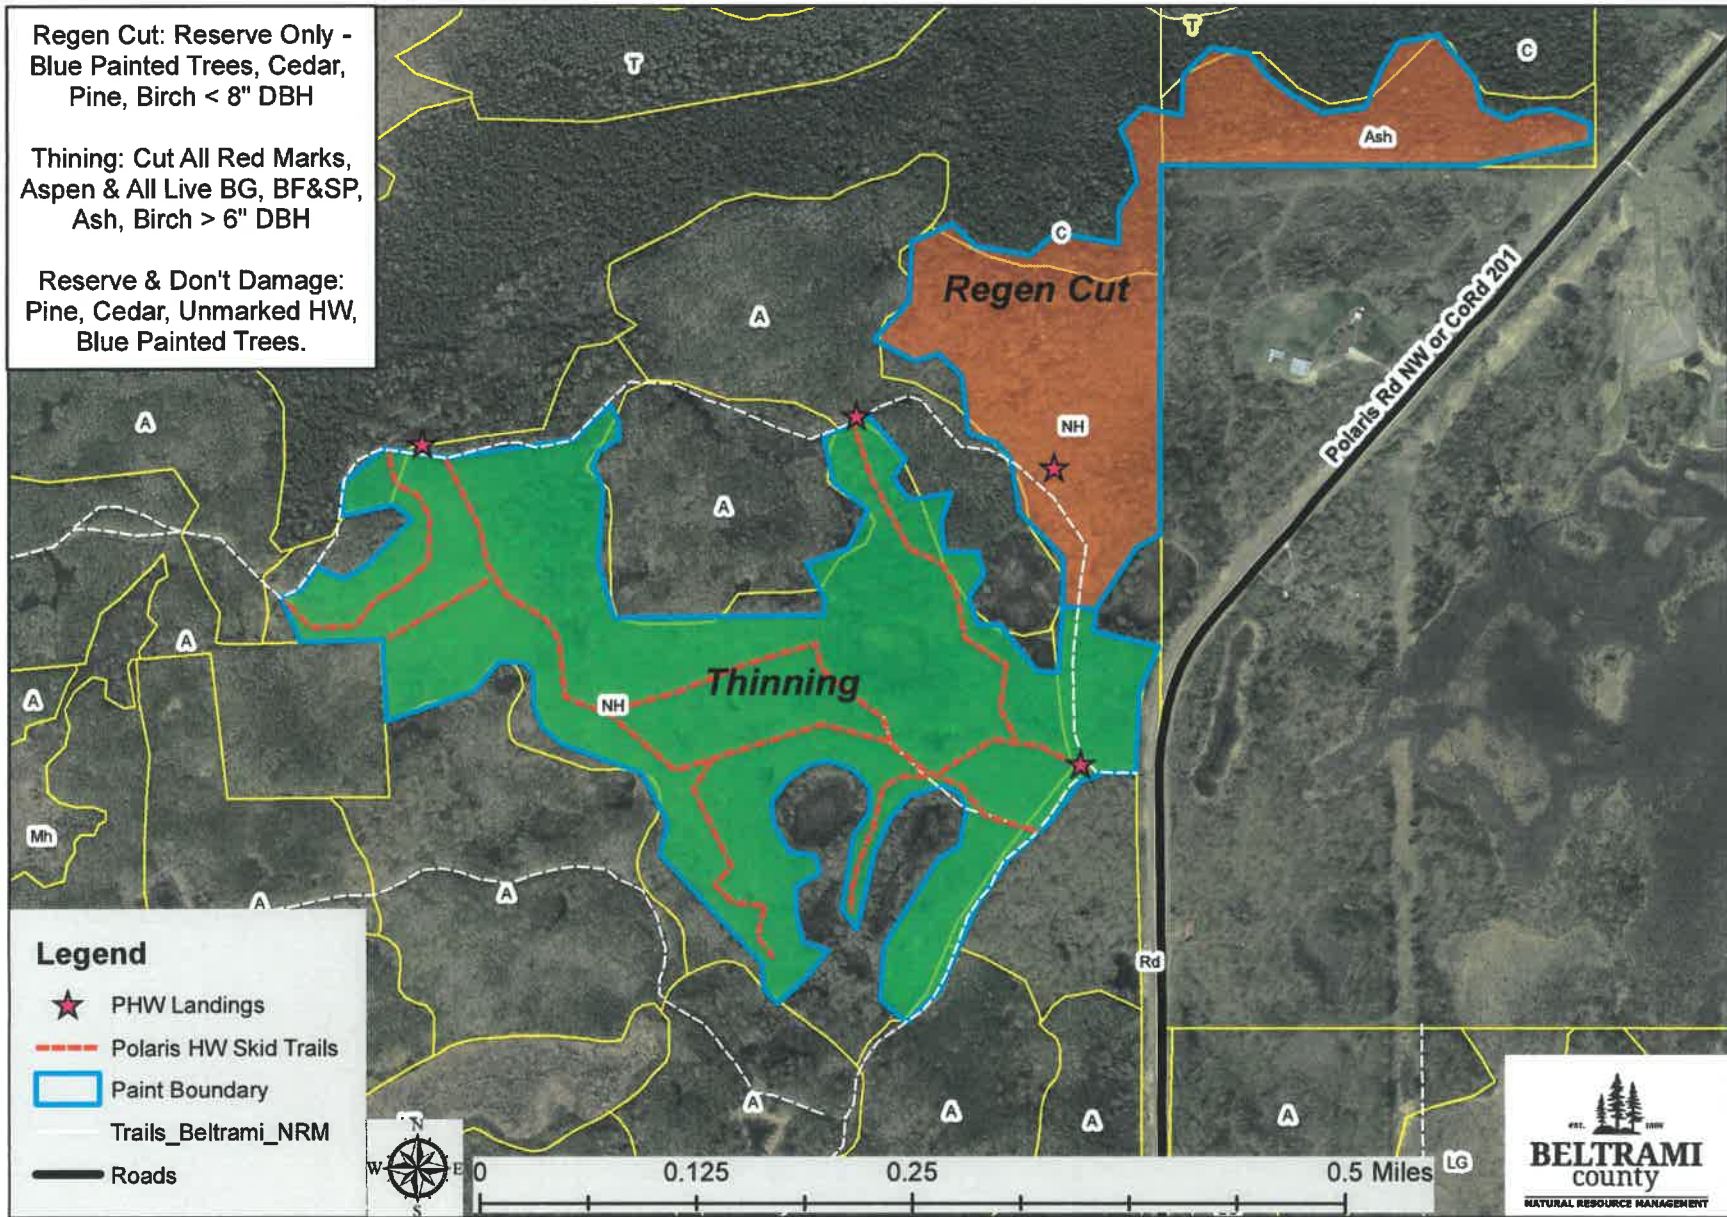 Regen Cut: Reserve Only -
Blue Painted Trees, Cedar,
Pine, Birch < 8" DBH
Thining: Cut All Red Marks,
Aspen & All Live BG, BF&SP,
Ash, Birch > 6" DBH
Reserve & Don't Damage:
Pine, Cedar, Unmarked HW,
Blue Painted Trees.
T
T
C
Ash
C
Regen Cut
Polaris Rd NW or CoRd 201
A
A
NH
A
A
A
Thinning
NH
Mh
A
A
Rd
A
A
A
A
LG
Legend
PHW Landings
Polaris HW Skid Trails
Paint Boundary
Trails_Beltrami_NRM
Roads
N
W
E
S
0
0.125
0.25
0.5 Miles
EST.
BELTRAMI
county
NATURAL RESOURCE MANAGEMENT